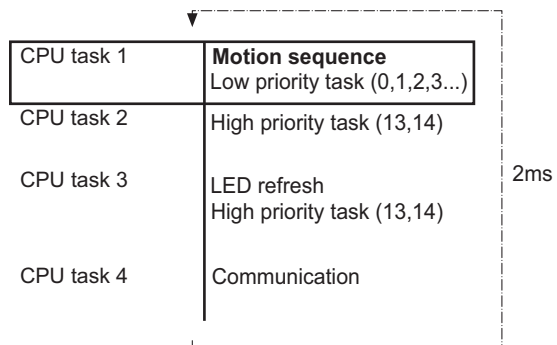 CPU task 1
Motion sequence
Low priority task (0,1,2,3...)
CPU task 2
High priority task (13,14)
CPU task 3
LED refresh
High priority task (13,14)
2ms
CPU task 4
Communication